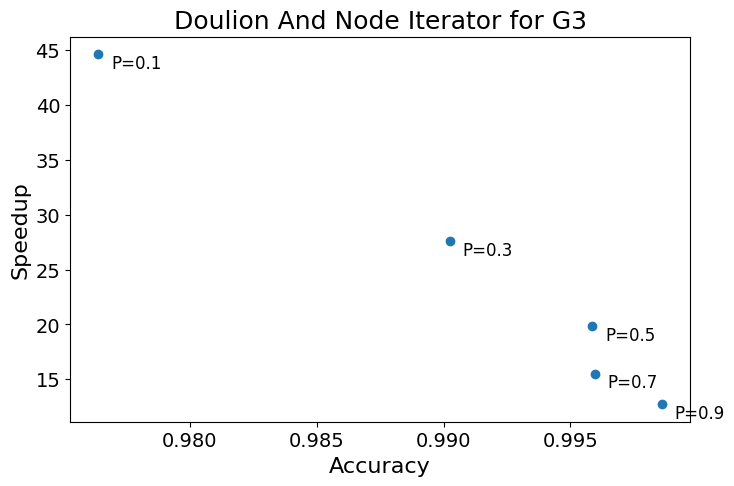 Doulion And Node Iterator for G3
45
40
35
30
25
20
15
Speedup
P=0.1
P=0.3
P=0.5
P=0.7
P=0.9
0.980 0.985 0.990 0.995
Accuracy